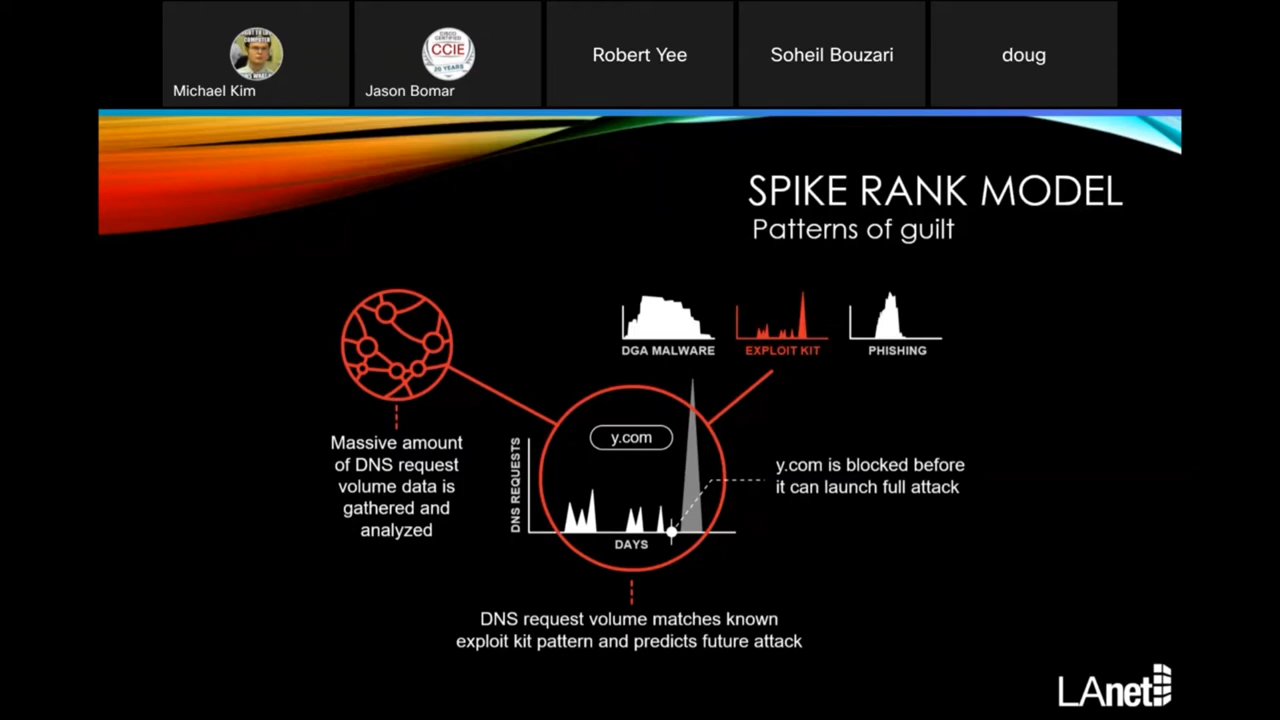 Robert Yee
Soheil Bouzari
doug
Michael Kim
CCIE
Jason Bomar
SPIKE RANK MODEL
Patterns of guilt
DGA MALWARE
EXPLOIT KIT
PHISHING
y.com
DNS REQUESTS
DAYS
Massive amount
of DNS request
volume data is
gathered and
analyzed
y.com is blocked before
it can launch full attack
DNS request volume matches known
exploit kit pattern and predicts future attack
LAnet